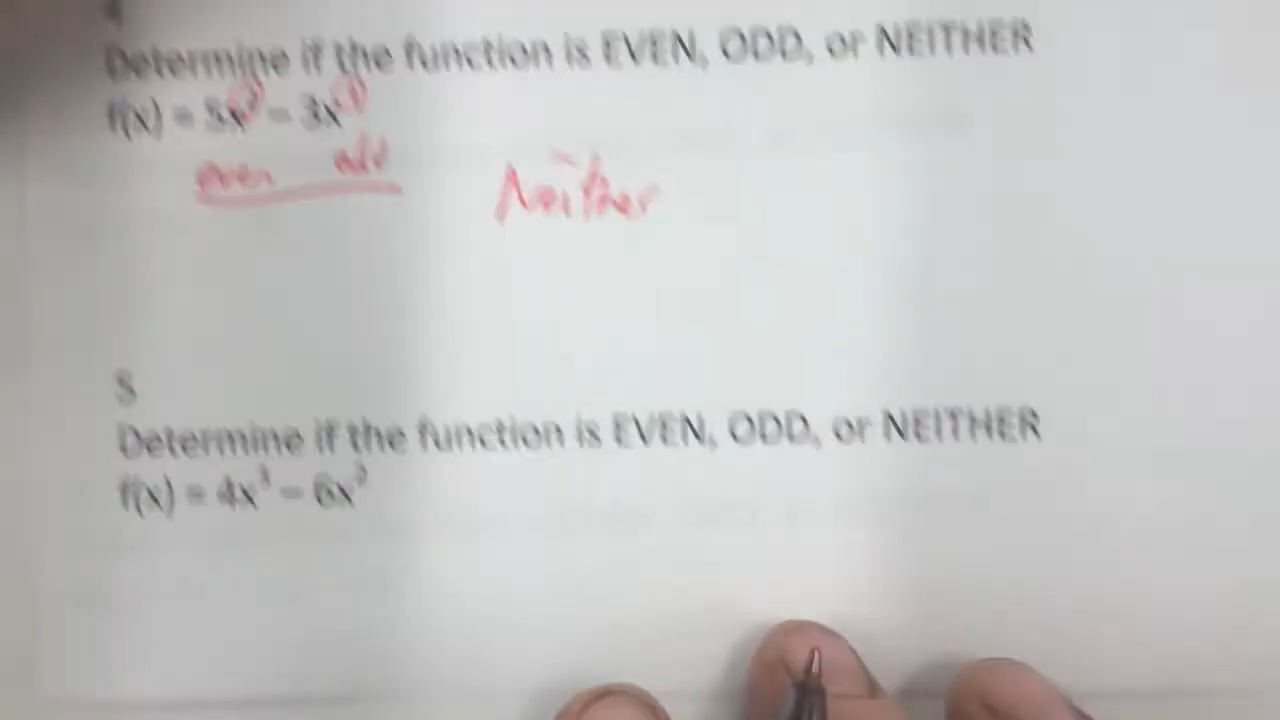 Determine if the function is EVEN, ODD, or NEITHER
f(x) = 5x² - 3x¹
even odd
Neither
5
Determine if the function is EVEN, ODD, or NEITHER
f(x) = 4x³ - 6x²